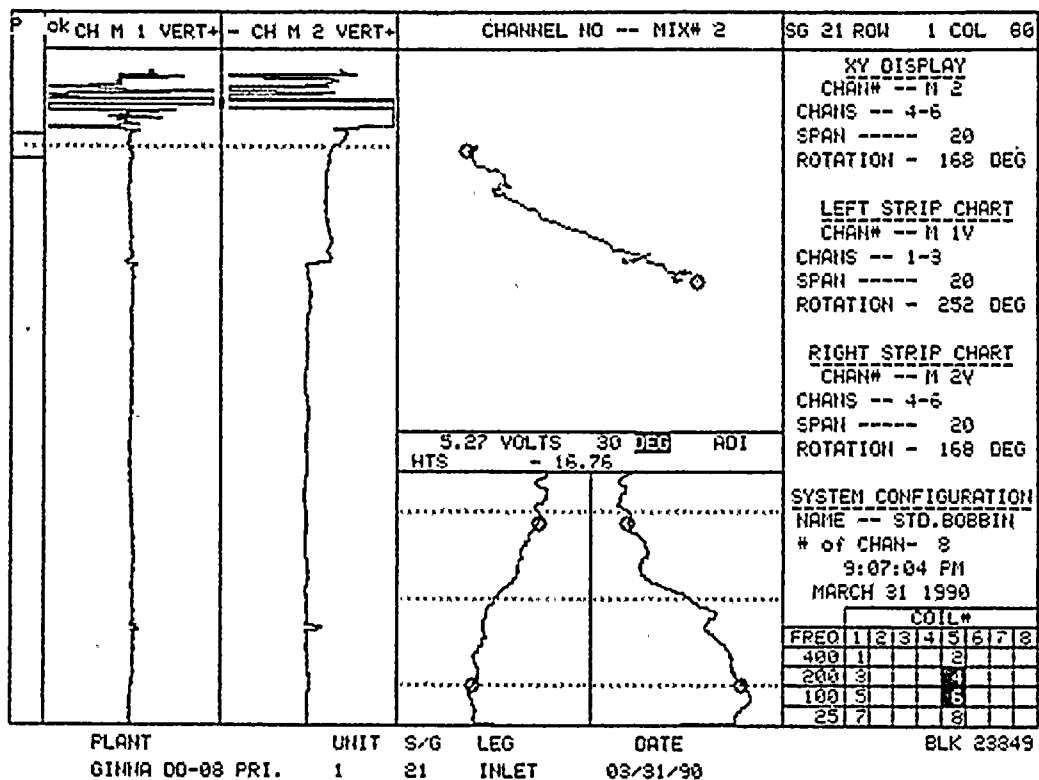 P ok CH M 1 VERT+ - CH M 2 VERT+ CHANNEL NO -- MIX# 2 SG 21 ROW 1 COL 80
XY DISPLAY
CHAN# -- M 2
CHANS -- 4-6
SPAN ----- 20
ROTATION - 168 DEG
LEFT STRIP CHART
CHAN# -- M 1V
CHANS -- 1-3
SPAN ----- 20
ROTATION - 252 DEG
RIGHT STRIP CHART
CHAN# -- M 2V
CHANS -- 4-6
SPAN ----- 20
ROTATION - 168 DEG
5.27 VOLTS 30 DEG ADI
HTS - 16.76
SYSTEM CONFIGURATION
NAME -- STD.BOBBIN
# of CHAN- 8
9:07:04 PM
MARCH 31 1990
COIL#
FREQ 1 2 3 4 5 6 7 8
400 1 2
200 3 4
100 5 6
25 7 8
PLANT UNIT S/G LEG DATE BLK 23849
GINNA DO-08 PRI. 1 21 INLET 03/31/90